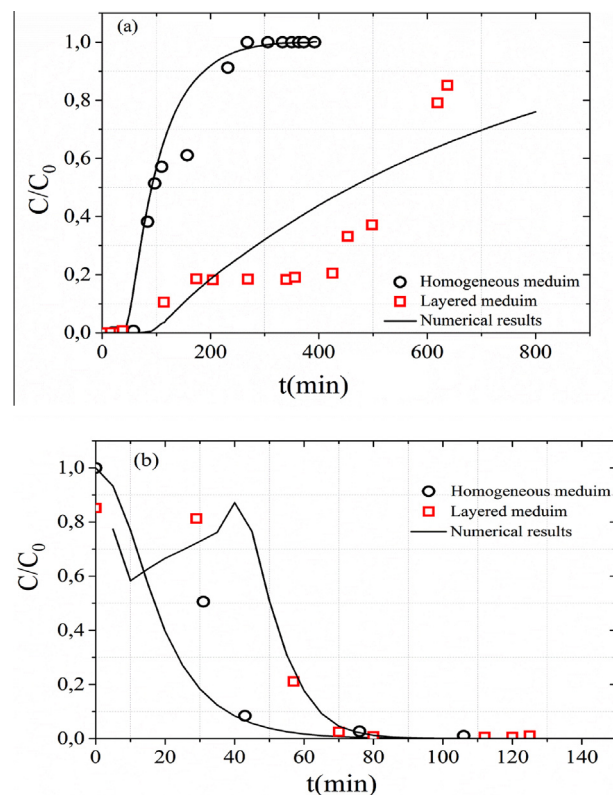 (a)
1,0
0,8
0,6
0,4
0,2
0,0
C/C0
Homogeneous meduim
Layered meduim
Numerical results
0 200 400 600 800
t(min)
(b)
1,0
0,8
0,6
0,4
0,2
0,0
C/C0
Homogeneous meduim
Layered meduim
Numerical results
0 20 40 60 80 100 120 140
t(min)